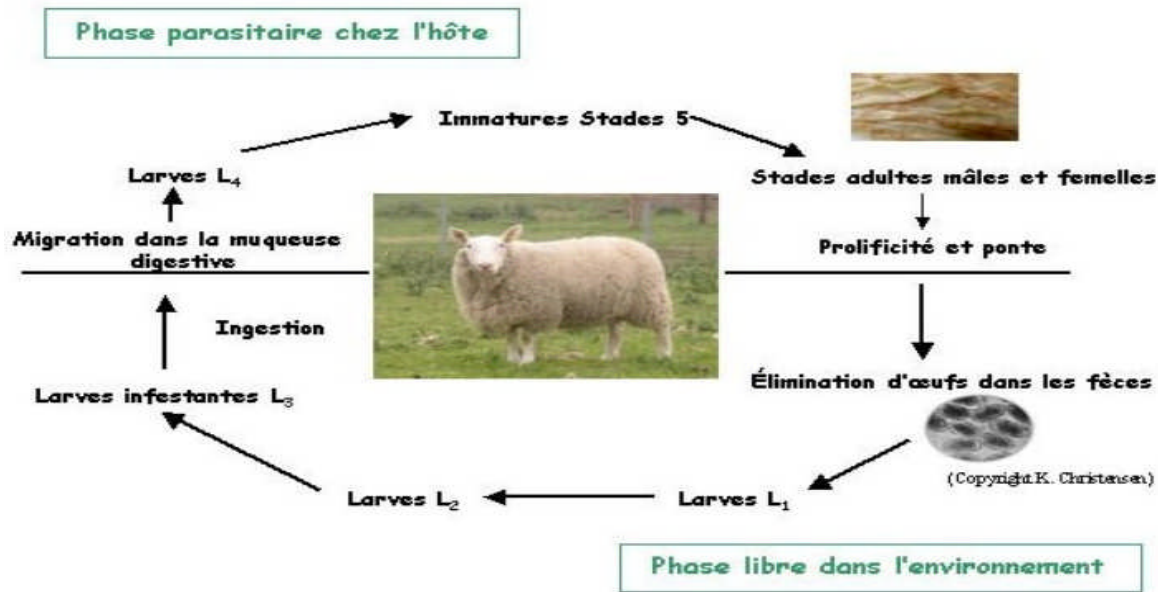 Phase parasitaire chez l'hôte
Immatures Stades 5
Larves L₄
Stades adultes mâles et femelles
Migration dans la muqueuse
digestive
Prolificité et ponte
Ingestion
Élimination d'œufs dans les fèces
Larves infestantes L₃
(Copyright K. Christensen)
Larves L₂
Larves L₁
Phase libre dans l'environnement